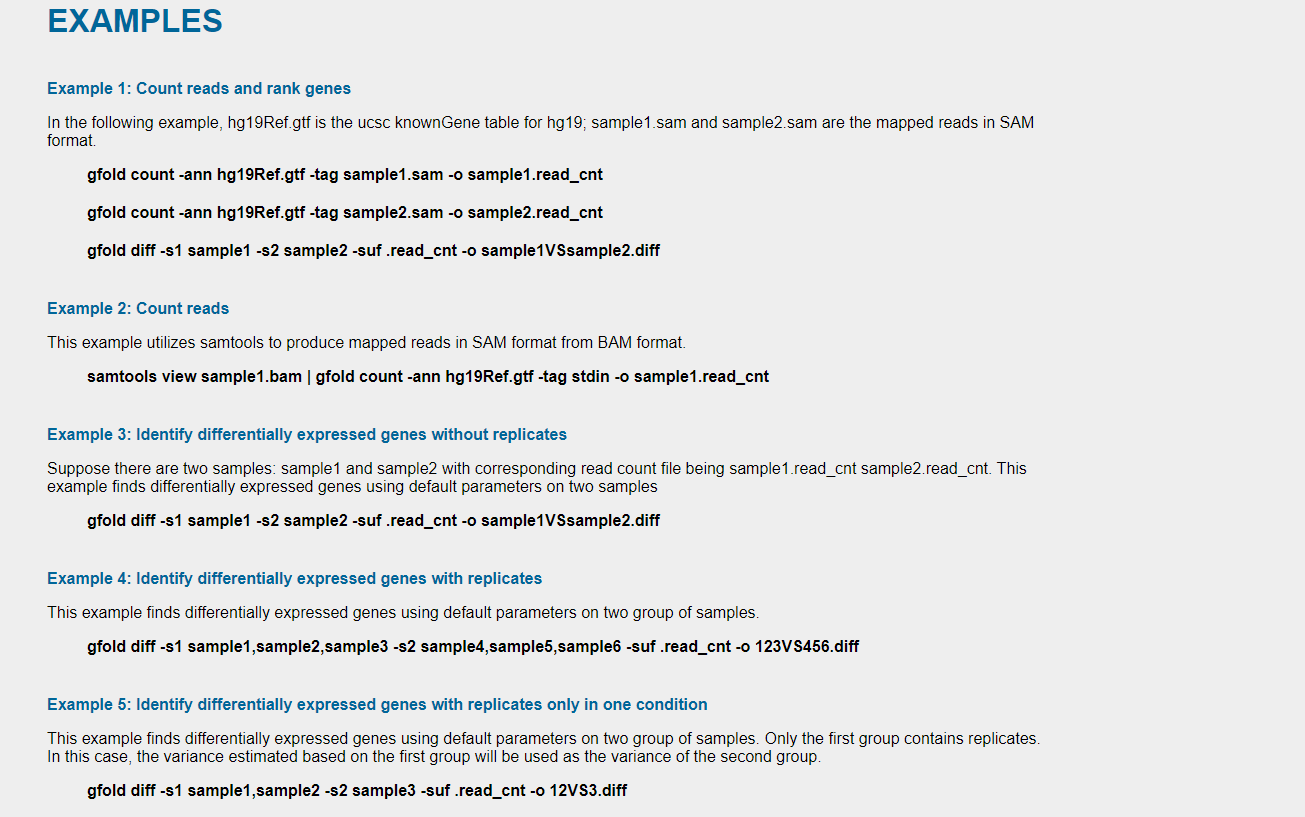 EXAMPLES
Example 1: Count reads and rank genes
In the following example, hg19Ref.gtf is the ucsc knownGene table for hg19; sample1.sam and sample2.sam are the mapped reads in SAM
format.
gfold count -ann hg19Ref.gtf -tag sample1.sam -o sample1.read_cnt
gfold count -ann hg19Ref.gtf -tag sample2.sam -o sample2.read_cnt
gfold diff -s1 sample1 -s2 sample2 -suf .read_cnt -o sample1VSsample2.diff
Example 2: Count reads
This example utilizes samtools to produce mapped reads in SAM format from BAM format.
samtools view sample1.bam | gfold count -ann hg19Ref.gtf -tag stdin -o sample1.read_cnt
Example 3: Identify differentially expressed genes without replicates
Suppose there are two samples: sample1 and sample2 with corresponding read count file being sample1.read_cnt sample2.read_cnt. This
example finds differentially expressed genes using default parameters on two samples
gfold diff -s1 sample1 -s2 sample2 -suf .read_cnt -o sample1VSsample2.diff
Example 4: Identify differentially expressed genes with replicates
This example finds differentially expressed genes using default parameters on two group of samples.
gfold diff -s1 sample1,sample2,sample3 -s2 sample4,sample5,sample6 -suf .read_cnt -o 123VS456.diff
Example 5: Identify differentially expressed genes with replicates only in one condition
This example finds differentially expressed genes using default parameters on two group of samples. Only the first group contains replicates.
In this case, the variance estimated based on the first group will be used as the variance of the second group.
gfold diff -s1 sample1,sample2 -s2 sample3 -suf .read_cnt -o 12VS3.diff